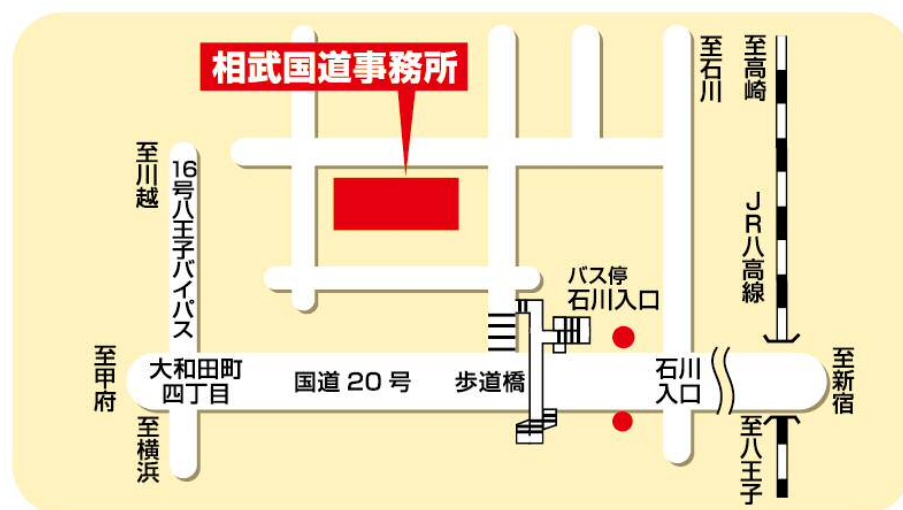 相武国道事務所
至石川
至高崎
至川越
16号八王子バイパス
JR八高線
バス停
石川入口
至甲府
大和田町
四丁目
国道20号
歩道橋
石川
入口
至新宿
至横浜
至八王子